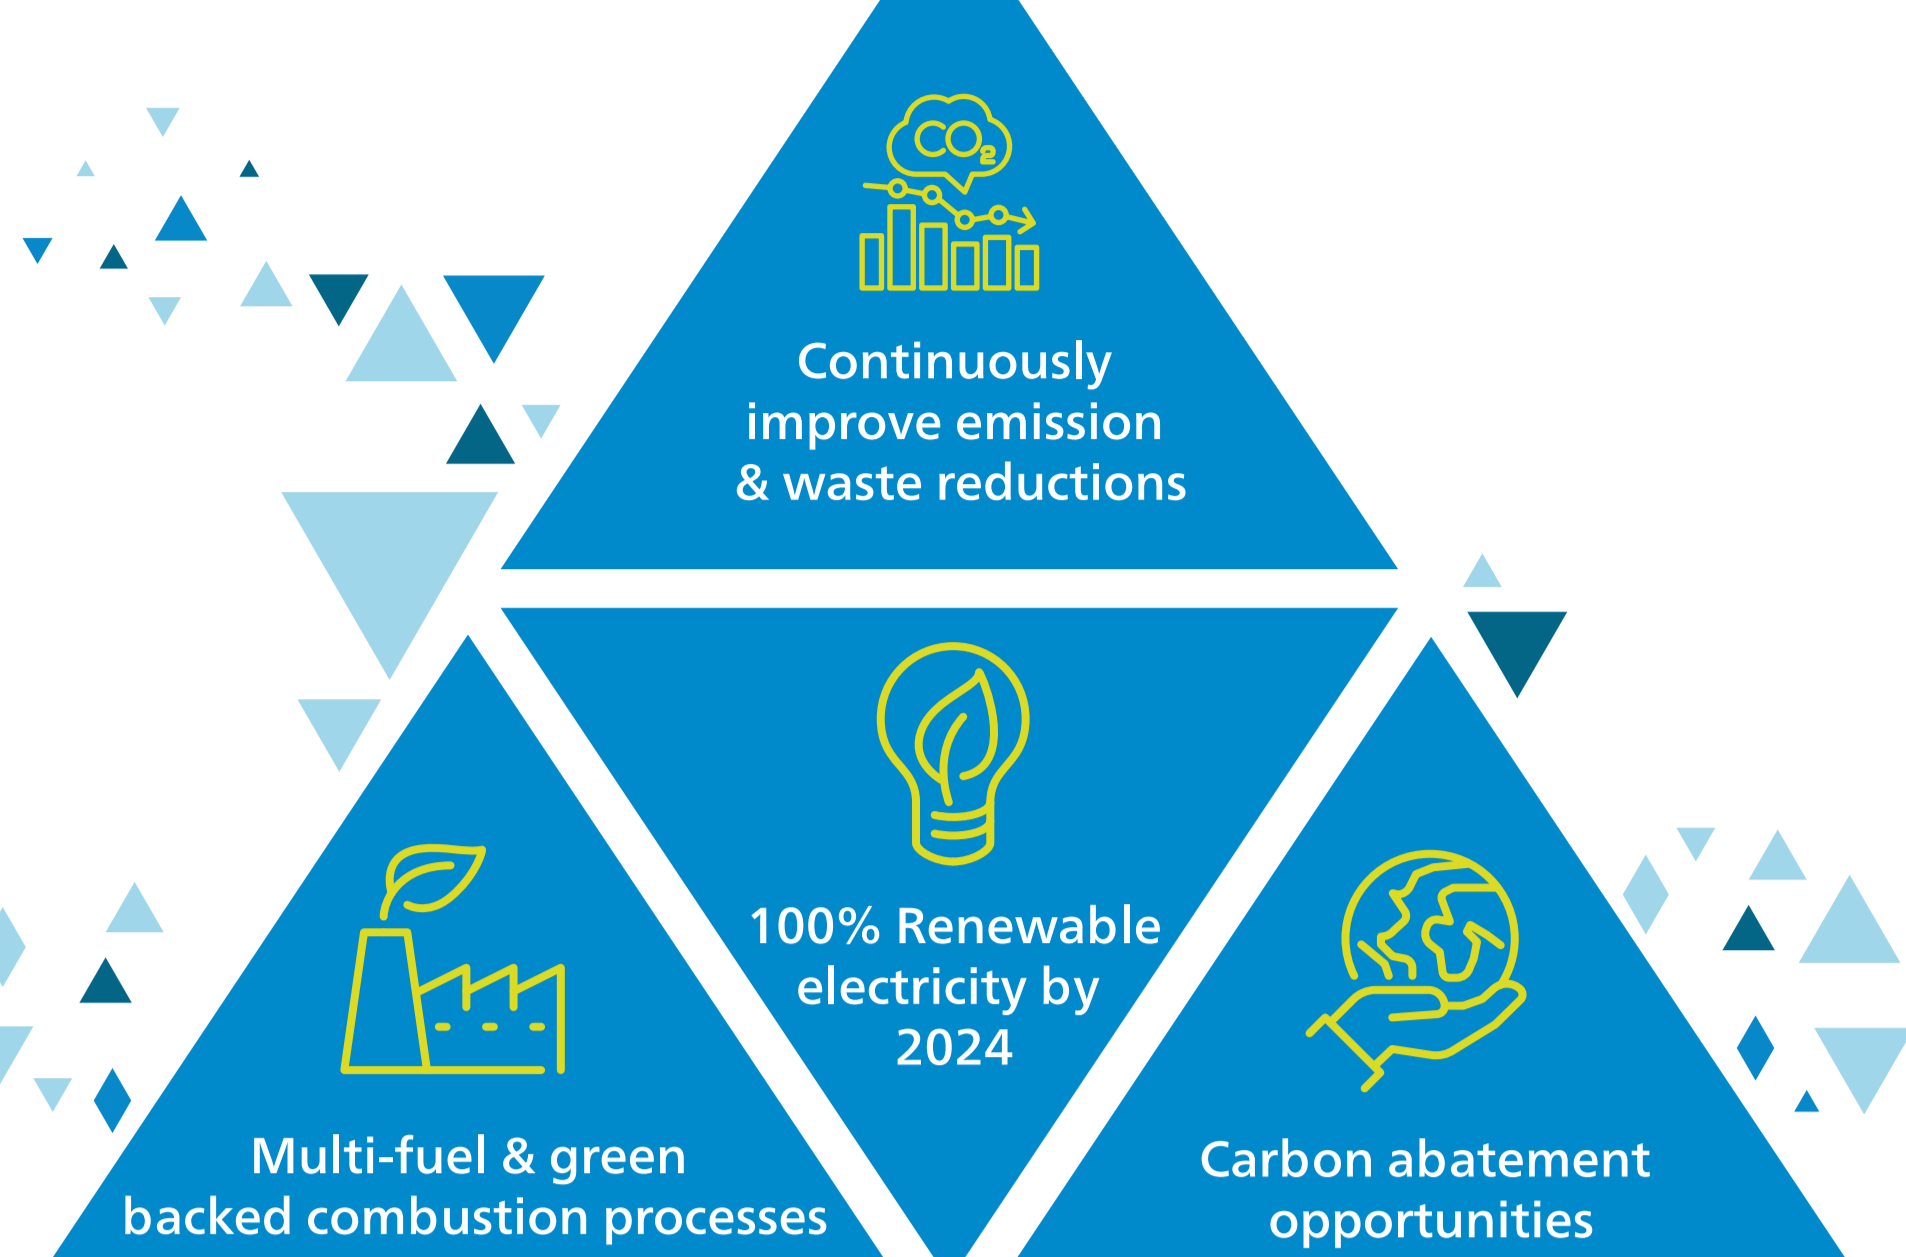 CO₂
Continuously
improve emission
& waste reductions
100% Renewable
electricity by
2024
Multi-fuel & green
backed combustion processes
Carbon abatement
opportunities